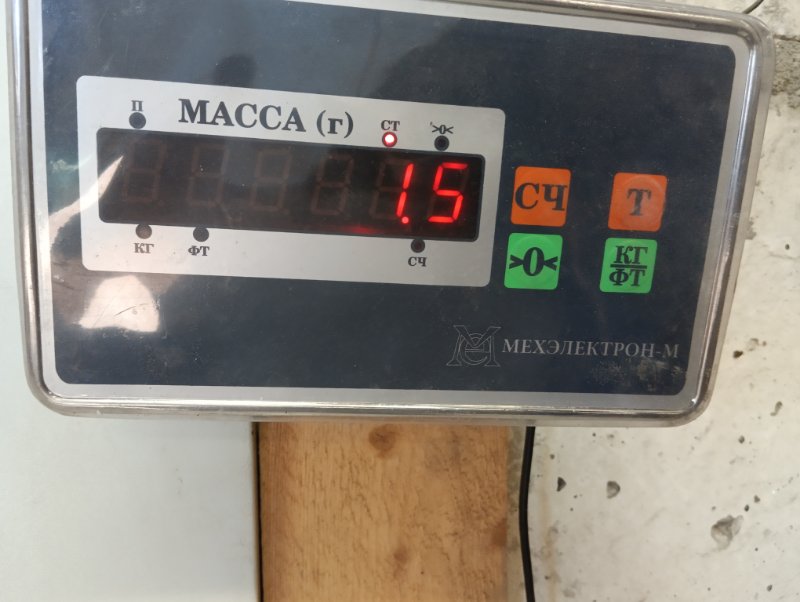 П
МАССА (г)
СТ
>0<
1.5
КГ
ФТ
СЧ
СЧ
Т
>0<
КГ
ФТ
МЕХЭЛЕКТРОН-М